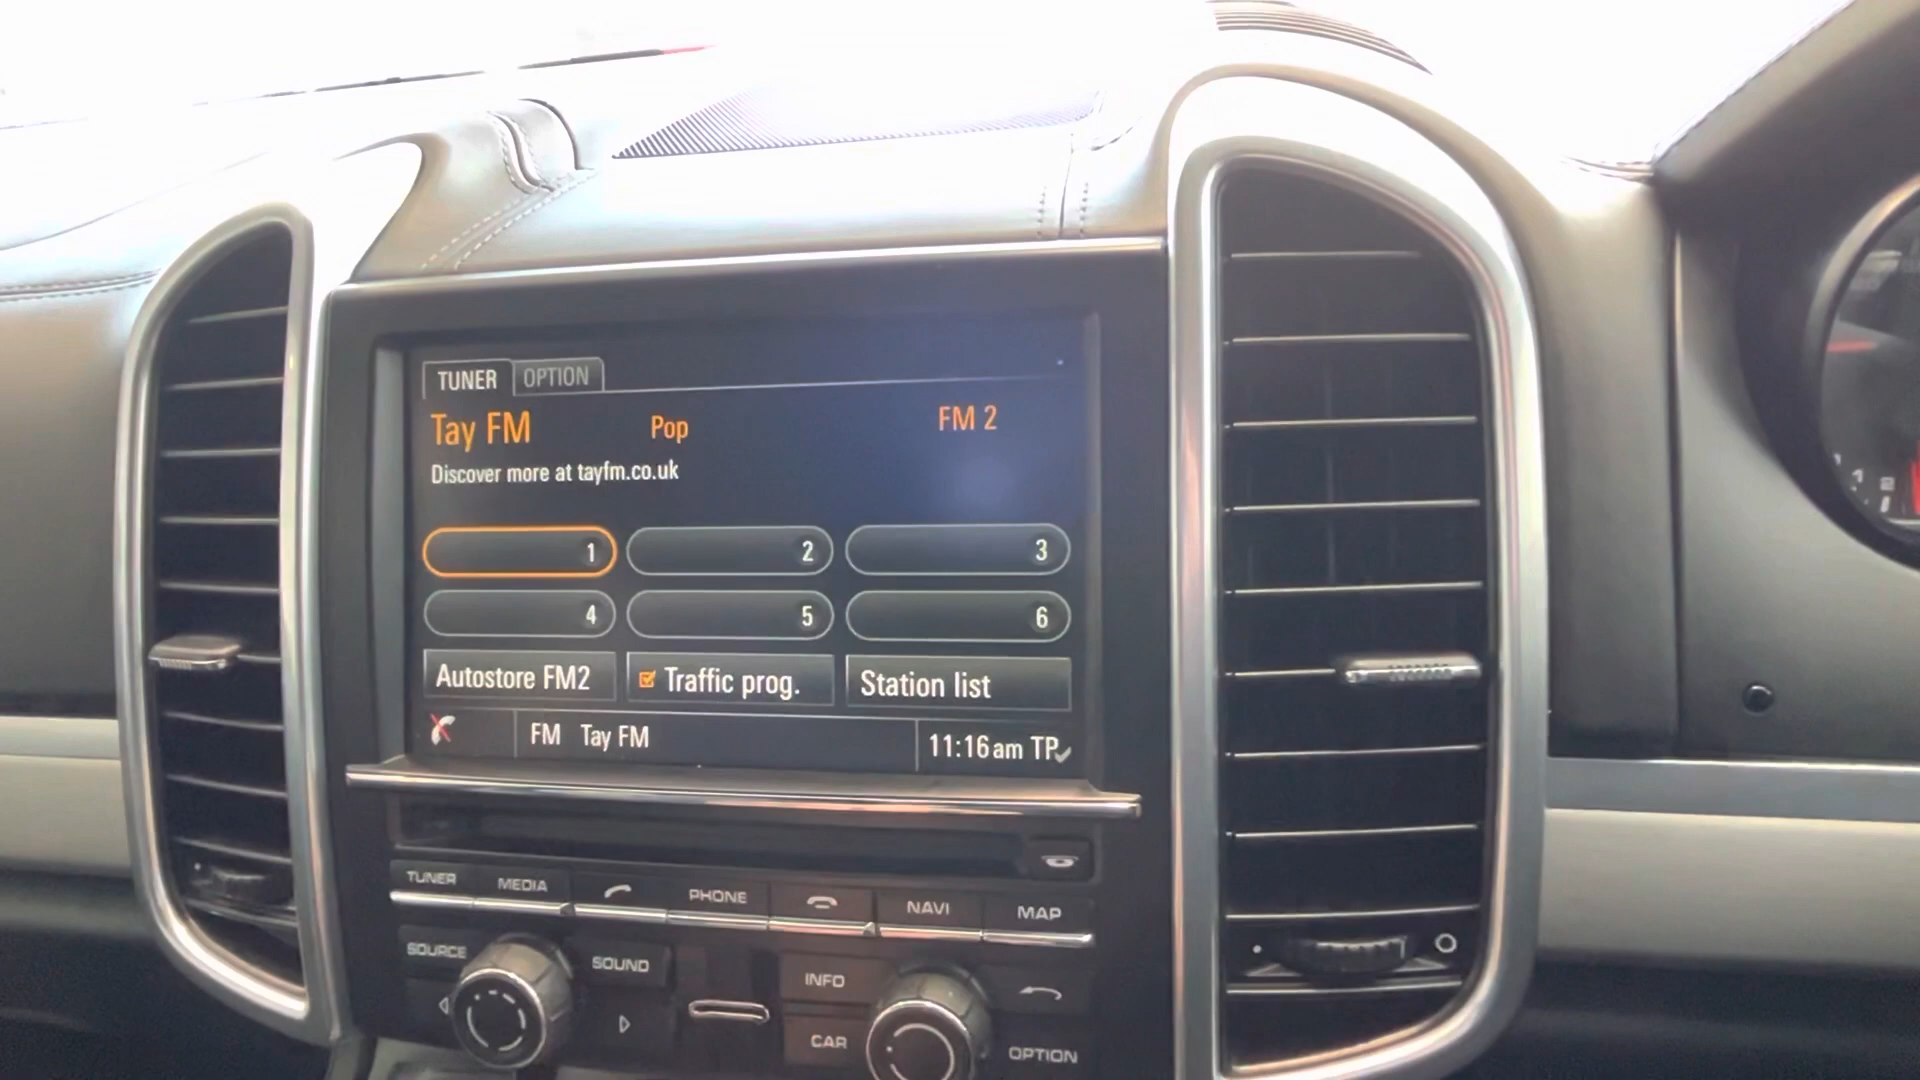 TUNER OPTION
Tay FM Pop FM 2
Discover more at tayfm.co.uk
1 2 3
4 5 6
Autostore FM2 Traffic prog. Station list
FM Tay FM 11:16am TP
TUNER MEDIA PHONE NAVI MAP
SOURCE SOUND INFO
CAR OPTION